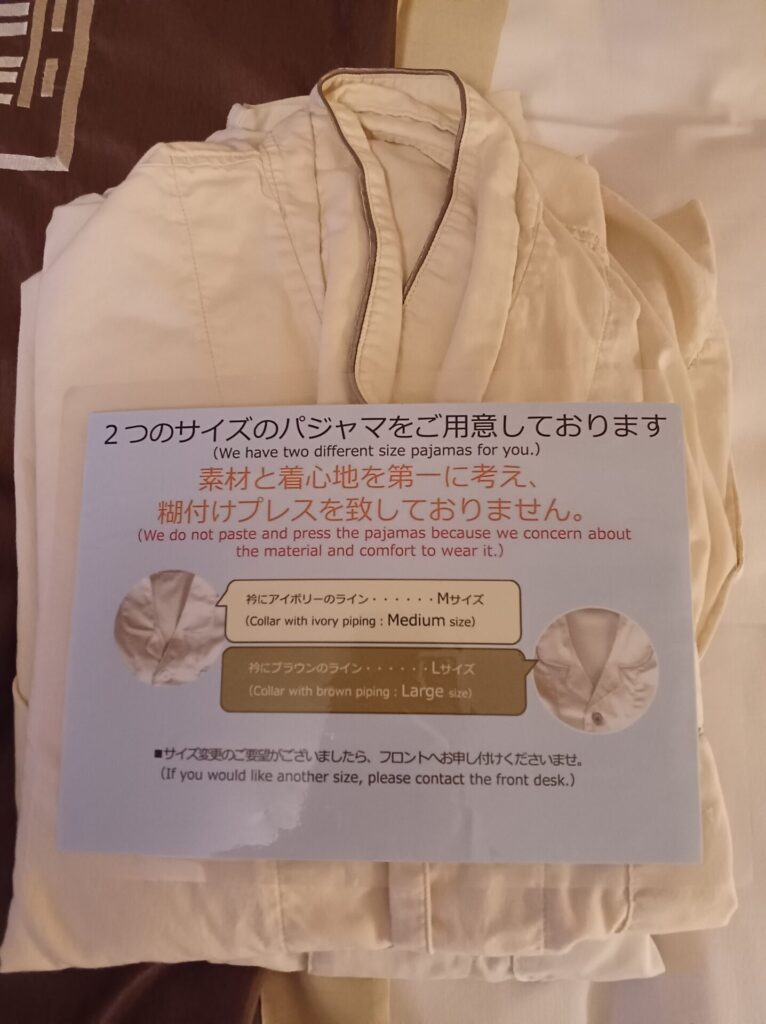 2つのサイズのパジャマをご用意しております
(We have two different size pajamas for you.)
素材と着心地を第一に考え、
糊付けプレスを致しておりません。
(We do not paste and press the pajamas because we concern about
the material and comfort to wear it.)
衿にアイボリーのライン・・・・・・Mサイズ
(Collar with ivory piping : Medium size)
衿にブラウンのライン・・・・・・Lサイズ
(Collar with brown piping : Large size)
■サイズ変更のご要望がございましたら、フロントへお申し付けくださいませ。
(If you would like another size, please contact the front desk.)